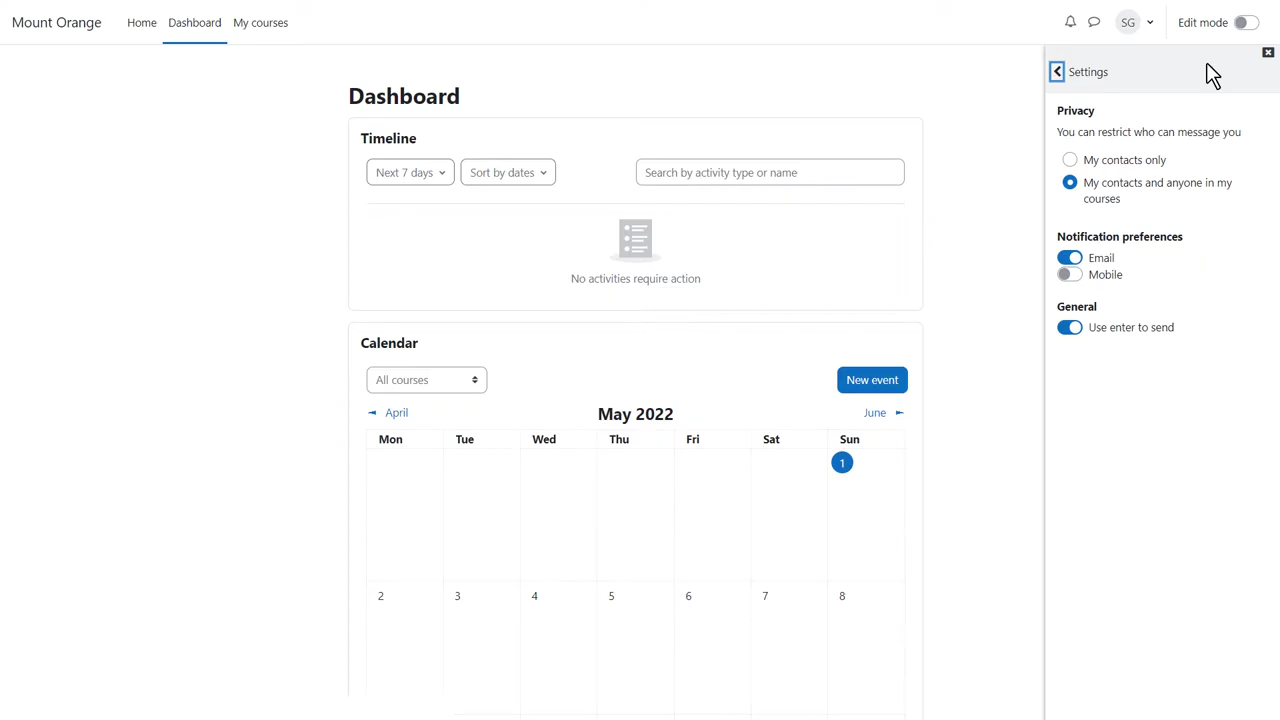 Mount Orange Home Dashboard My courses SG Edit mode
Settings
Dashboard
Privacy
You can restrict who can message you
My contacts only
My contacts and anyone in my
courses
Notification preferences
Email
Mobile
General
Use enter to send
Timeline
Next 7 days Sort by dates Search by activity type or name
No activities require action
Calendar
All courses New event
April May 2022 June
Mon Tue Wed Thu Fri Sat Sun
1
2 3 4 5 6 7 8